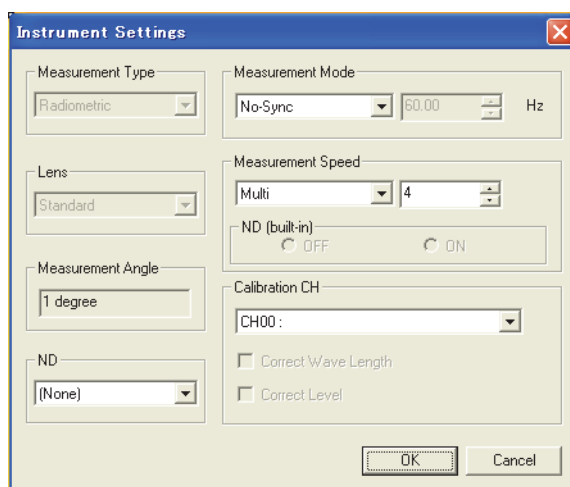 Instrument Settings
Measurement Type
Radiometric
Measurement Mode
No-Sync
60.00
Hz
Lens
Standard
Measurement Speed
Multi
4
ND (built-in)
OFF
ON
Measurement Angle
1 degree
Calibration CH
CH00 :
Correct Wave Length
Correct Level
ND
(None)
OK
Cancel